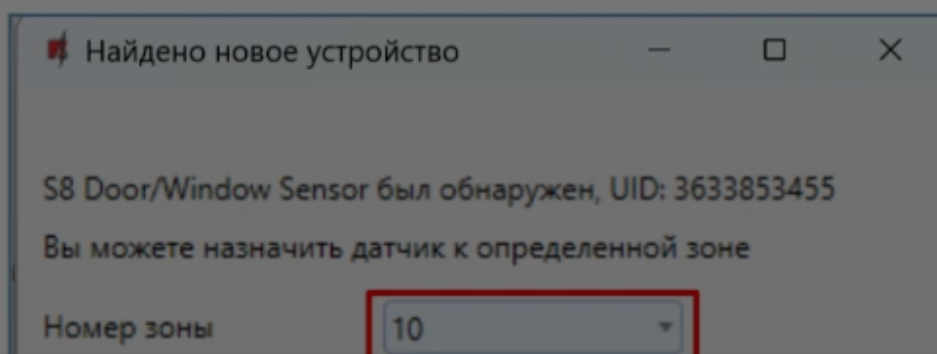 Найдено новое устройство
S8 Door/Window Sensor был обнаружен, UID: 3633853455
Вы можете назначить датчик к определенной зоне
Номер зоны 10